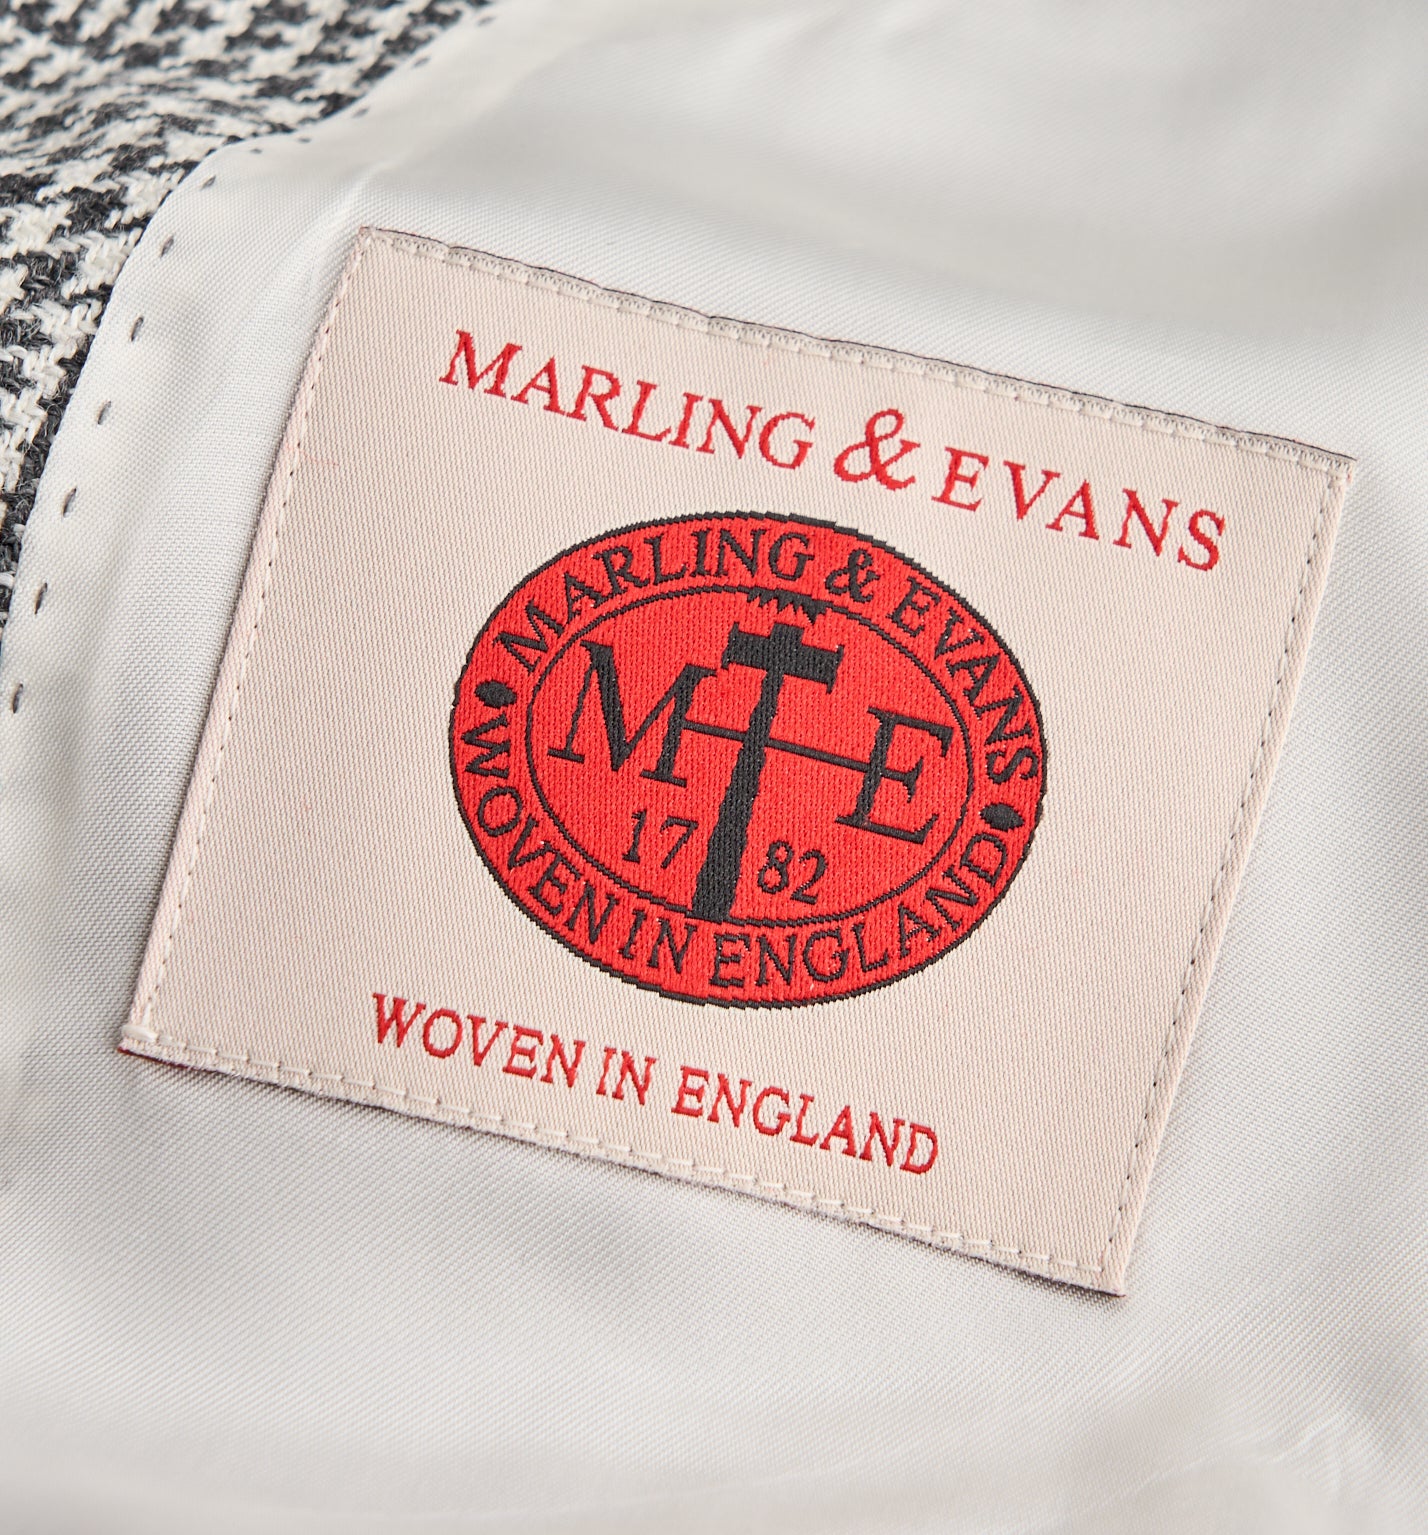 MARLING & EVANS
MARLING & EVANS
M E
17 82
WOVEN IN ENGLAND
WOVEN IN ENGLAND